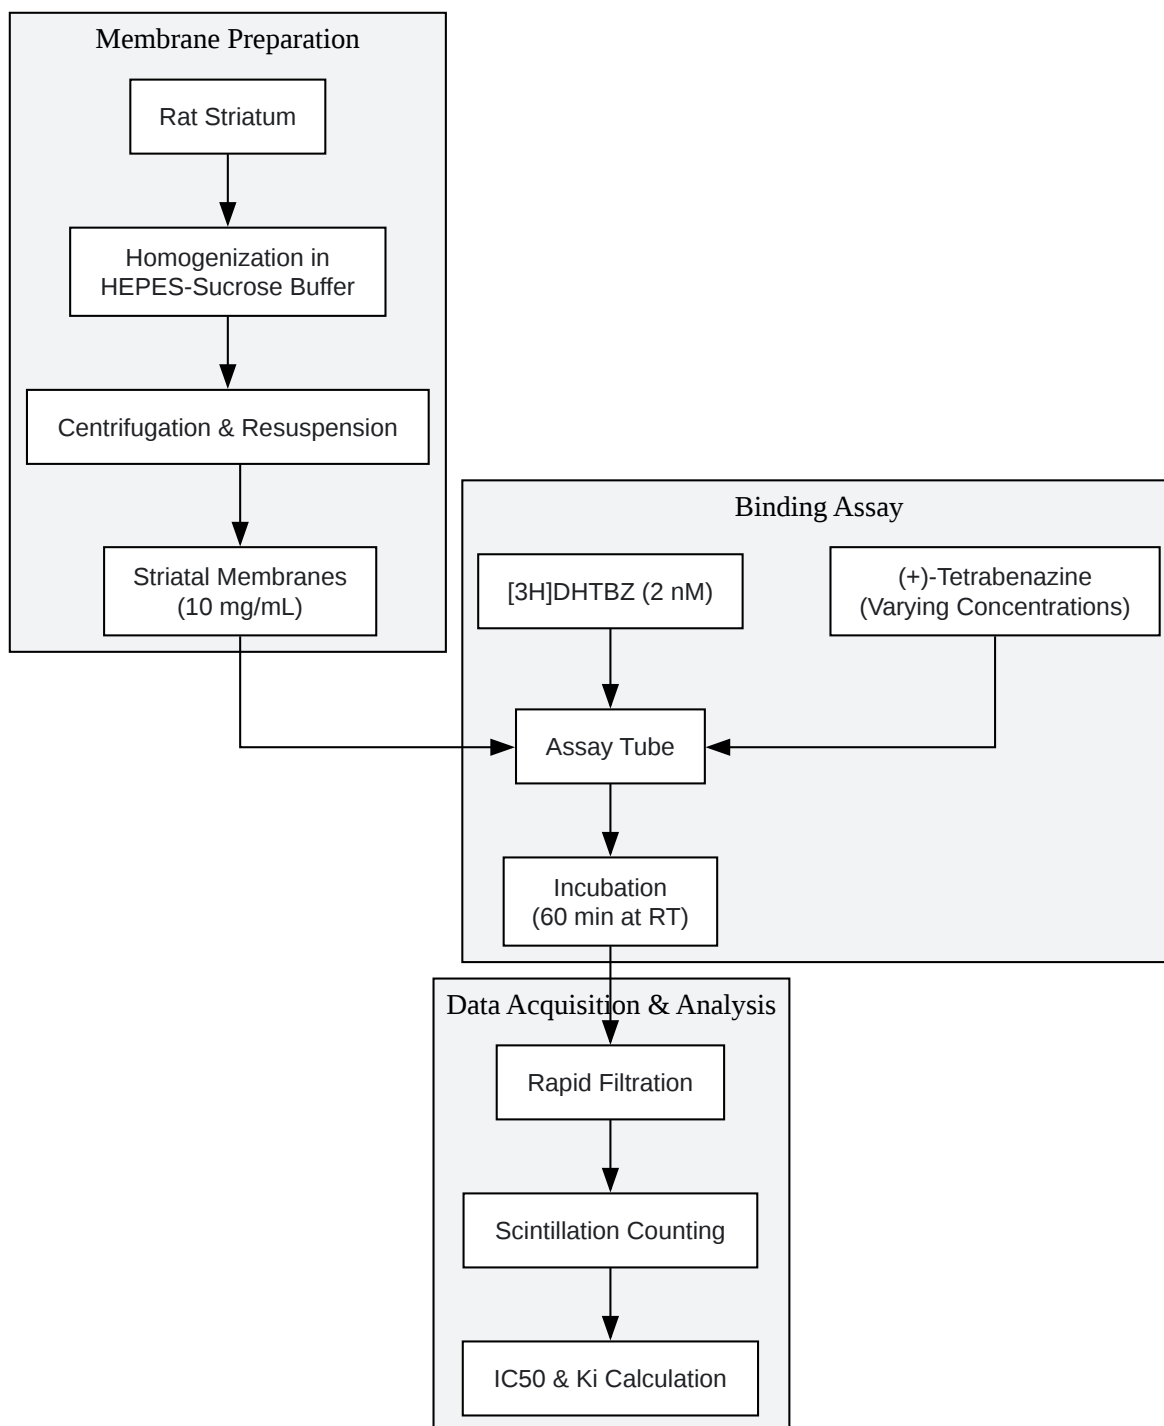 Membrane Preparation
Rat Striatum
Homogenization in
HEPES-Sucrose Buffer
Centrifugation & Resuspension
Striatal Membranes
(10 mg/mL)
Binding Assay
[3H]DHTBZ (2 nM)
(+)-Tetrabenazine
(Varying Concentrations)
Assay Tube
Incubation
(60 min at RT)
Data Acquisition & Analysis
Rapid Filtration
Scintillation Counting
IC50 & Ki Calculation